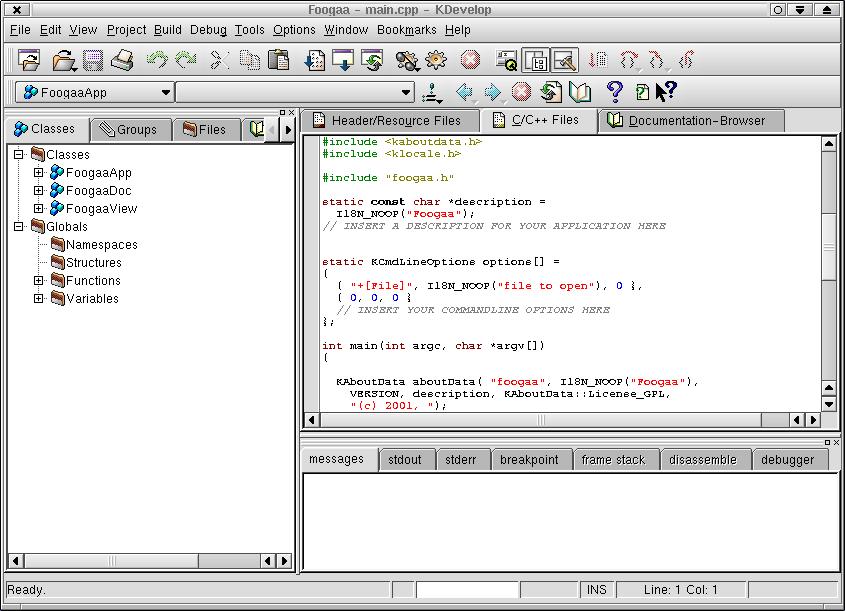 Foogaa - main.cpp - KDevelop
File Edit View Project Build Debug Tools Options Window Bookmarks Help
FoogaaApp
Classes Groups Files
Classes
FoogaaApp
FoogaaDoc
FoogaaView
Globals
Namespaces
Structures
Functions
Variables
Header/Resource Files C/C++ Files Documentation-Browser
#include <kaboutdata.h>
#include <klocale.h>
#include "foogaa.h"
static const char *description =
I18N_NOOP("Foogaa");
// INSERT A DESCRIPTION FOR YOUR APPLICATION HERE
static KCmdLineOptions options[] =
{
{ "+[File]", I18N_NOOP("file to open"), 0 },
{ 0, 0, 0 }
// INSERT YOUR COMMANDLINE OPTIONS HERE
};
int main(int argc, char *argv[])
{
KAboutData aboutData( "foogaa", I18N_NOOP("Foogaa"),
VERSION, description, KAboutData::License_GPL,
"(c) 2001, ");
messages stdout stderr breakpoint frame stack disassemble debugger
Ready. INS Line: 1 Col: 1